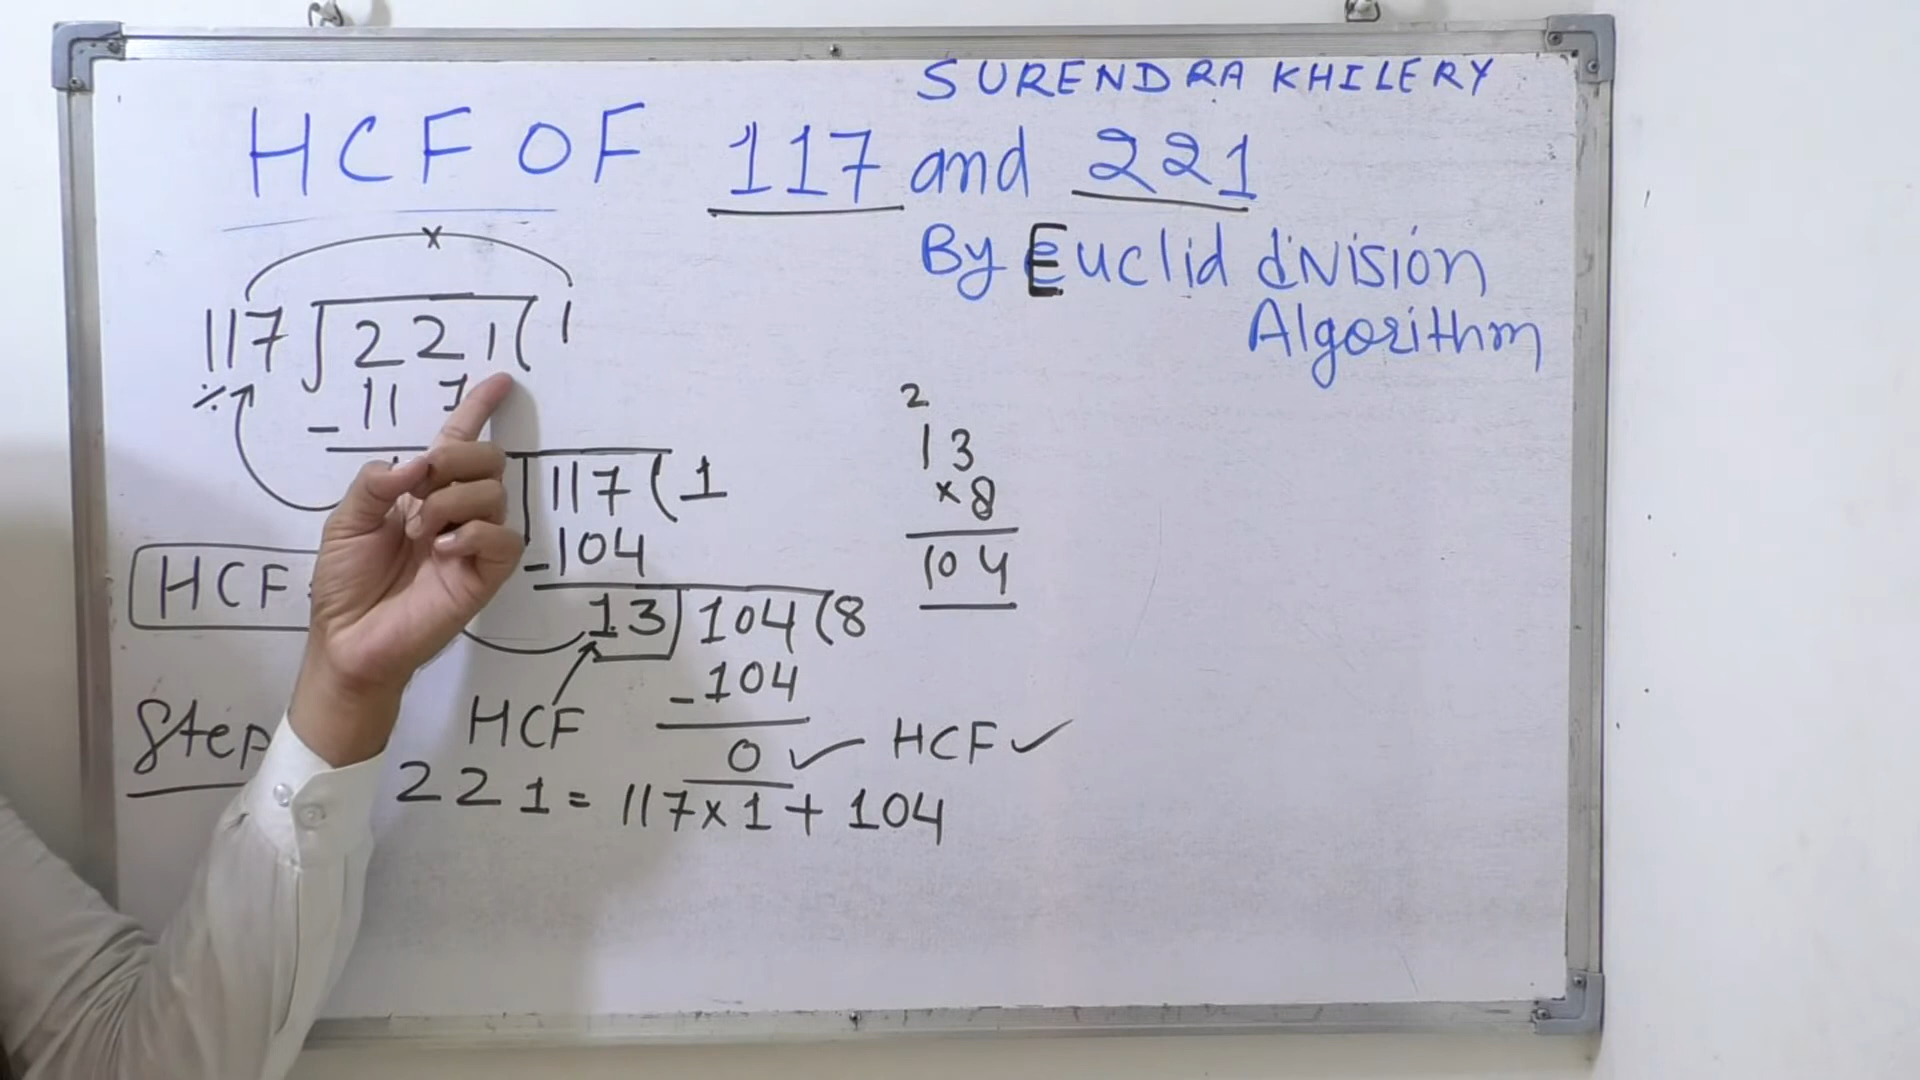 SURENDRA KHILERY
HCF OF 117 and 221
By Euclid division
Algorithm
x
117 221 ( 1
÷
- 117
117 ( 1
- 104
13 104 ( 8
- 104
0 ✓ HCF ✓
HCF
HCF
2
13
× 8
104
Step
221 = 117 × 1 + 104